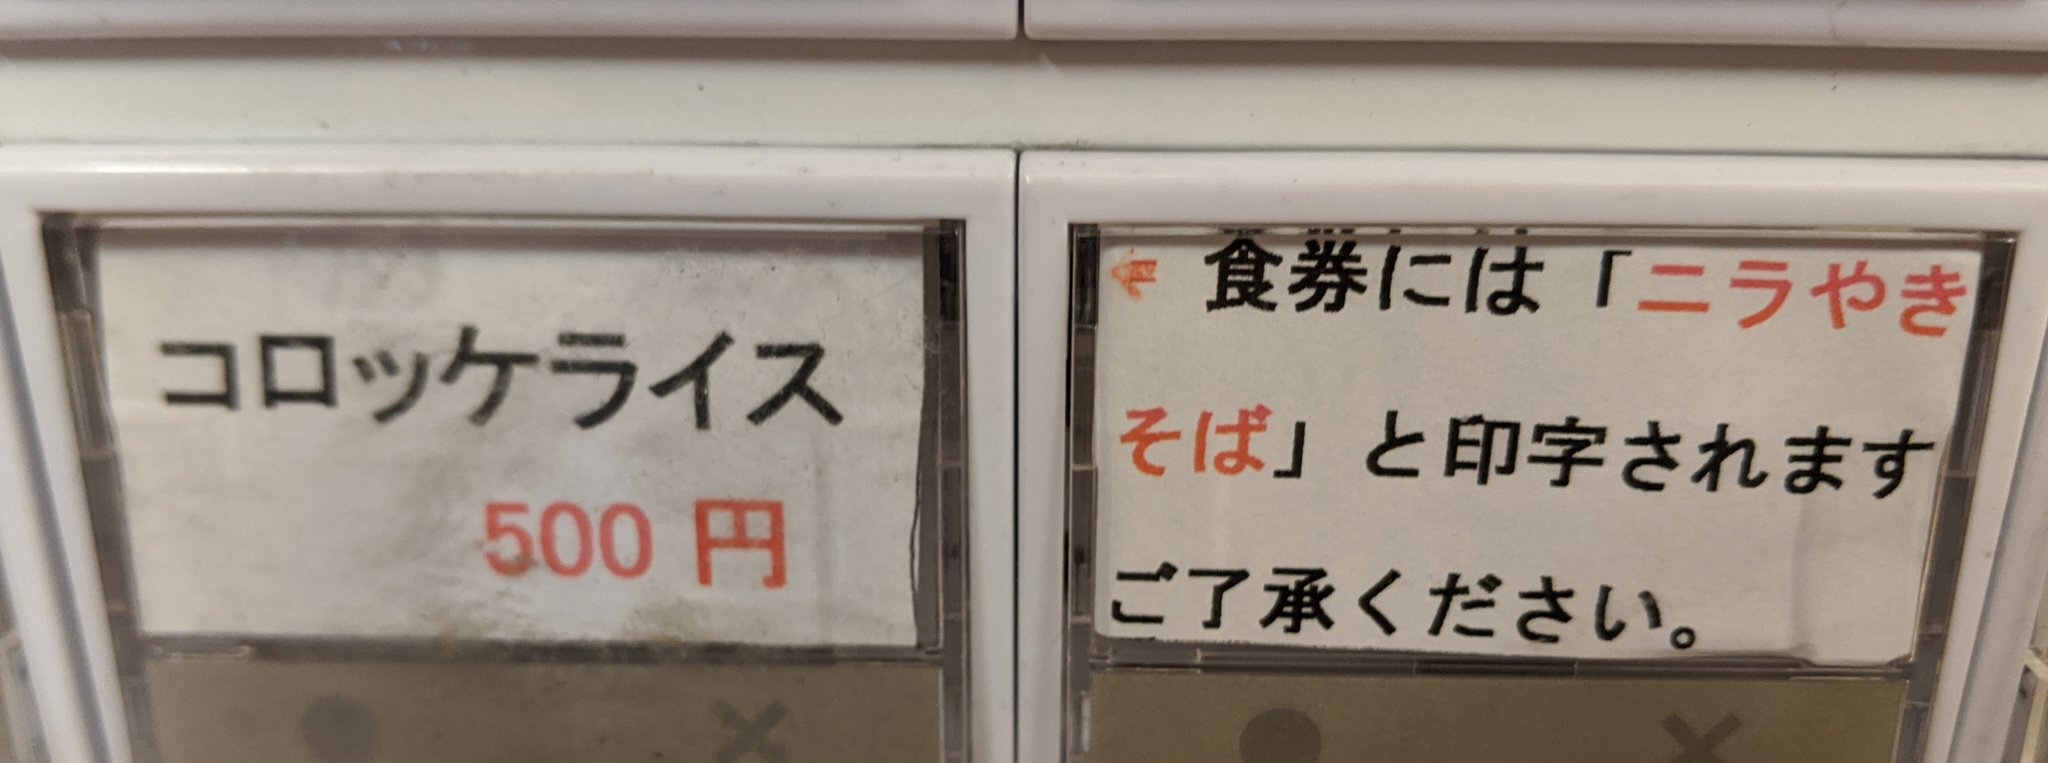 コロッケライス
500 円
食券には「ニラやき
そば」と印字されます
ご了承ください。